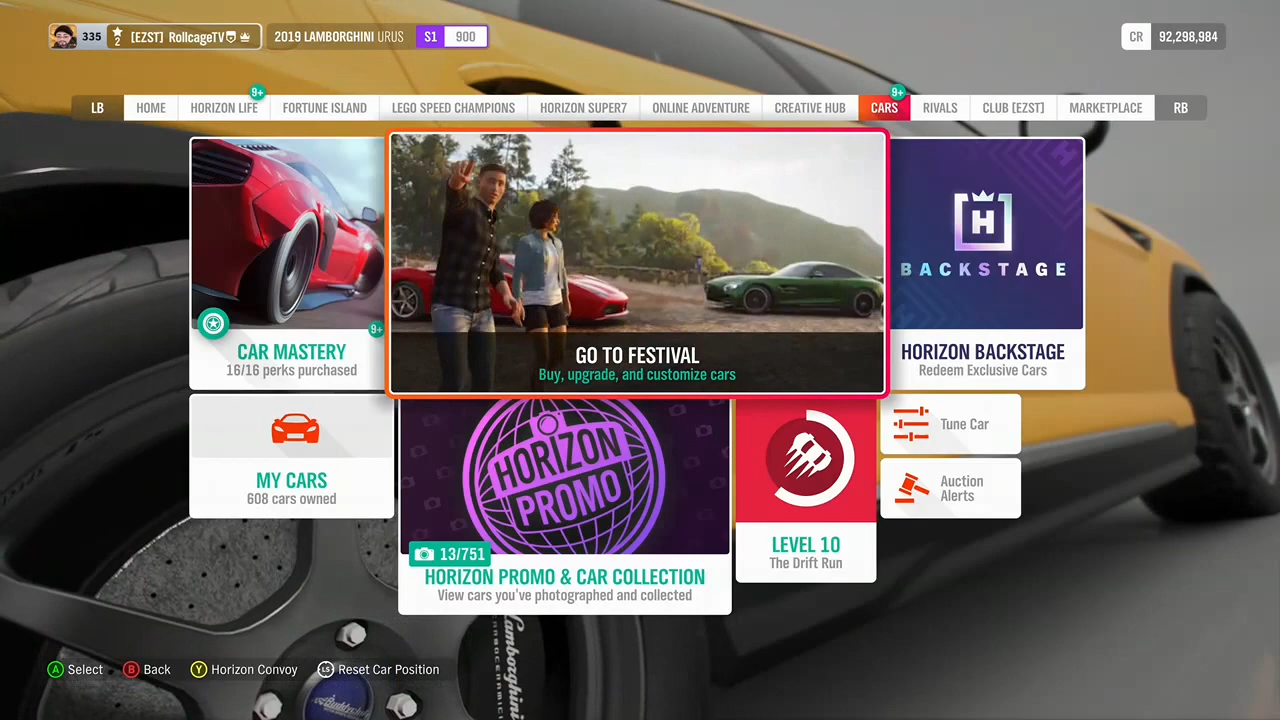 335
2
[EZST] RollcageTV
2019 LAMBORGHINI URUS
S1
900
CR
92,298,984
LB
HOME
HORIZON LIFE
9+
FORTUNE ISLAND
LEGO SPEED CHAMPIONS
HORIZON SUPER7
ONLINE ADVENTURE
CREATIVE HUB
CARS
9+
RIVALS
CLUB [EZST]
MARKETPLACE
RB
9+
CAR MASTERY
16/16 perks purchased
GO TO FESTIVAL
Buy, upgrade, and customize cars
H
BACKSTAGE
HORIZON BACKSTAGE
Redeem Exclusive Cars
MY CARS
608 cars owned
HORIZON
PROMO
13/751
HORIZON PROMO & CAR COLLECTION
View cars you've photographed and collected
LEVEL 10
The Drift Run
Tune Car
Auction
Alerts
Lamborghini
CARBOCERAMIC
A Select
B Back
Y Horizon Convoy
LS Reset Car Position